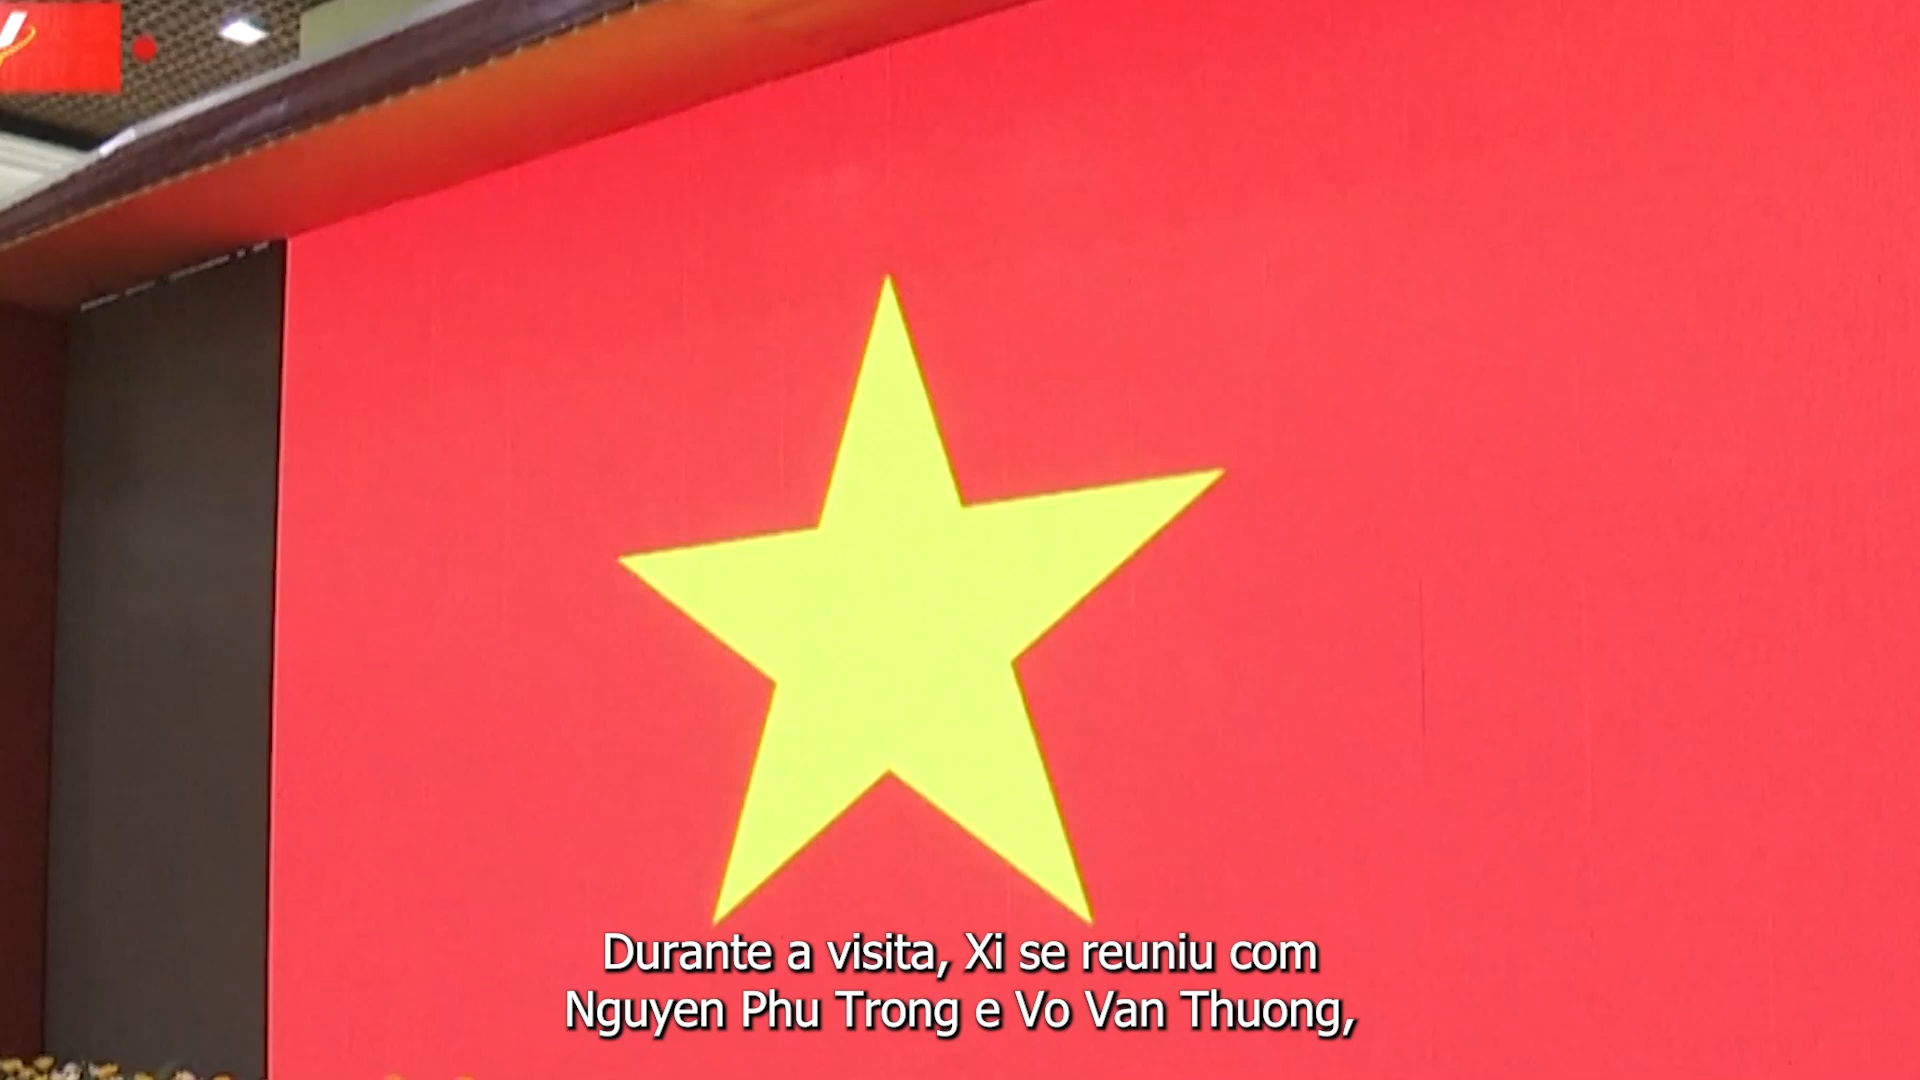 Durante a visita, Xi se reuniu com
Nguyen Phu Trong e Vo Van Thuong,